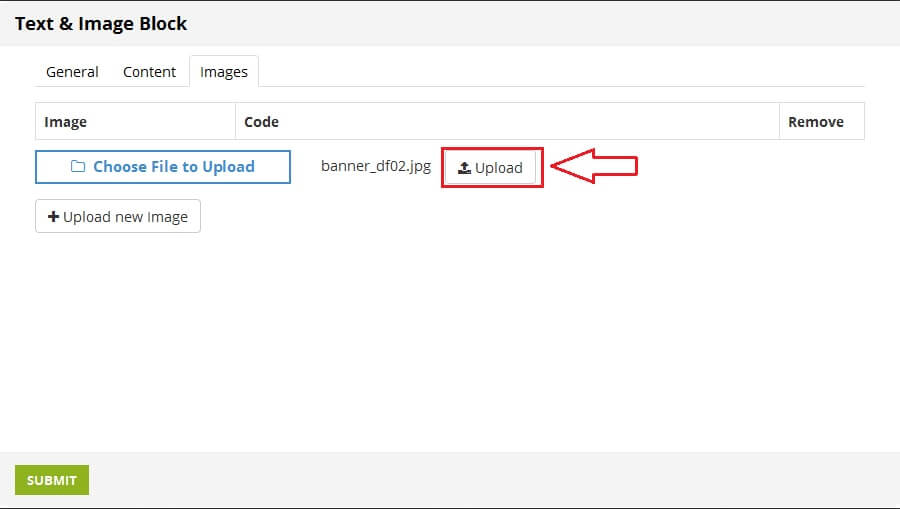 Text & Image Block
General Content Images
Image Code Remove
Choose File to Upload banner_df02.jpg Upload
Upload new Image
SUBMIT